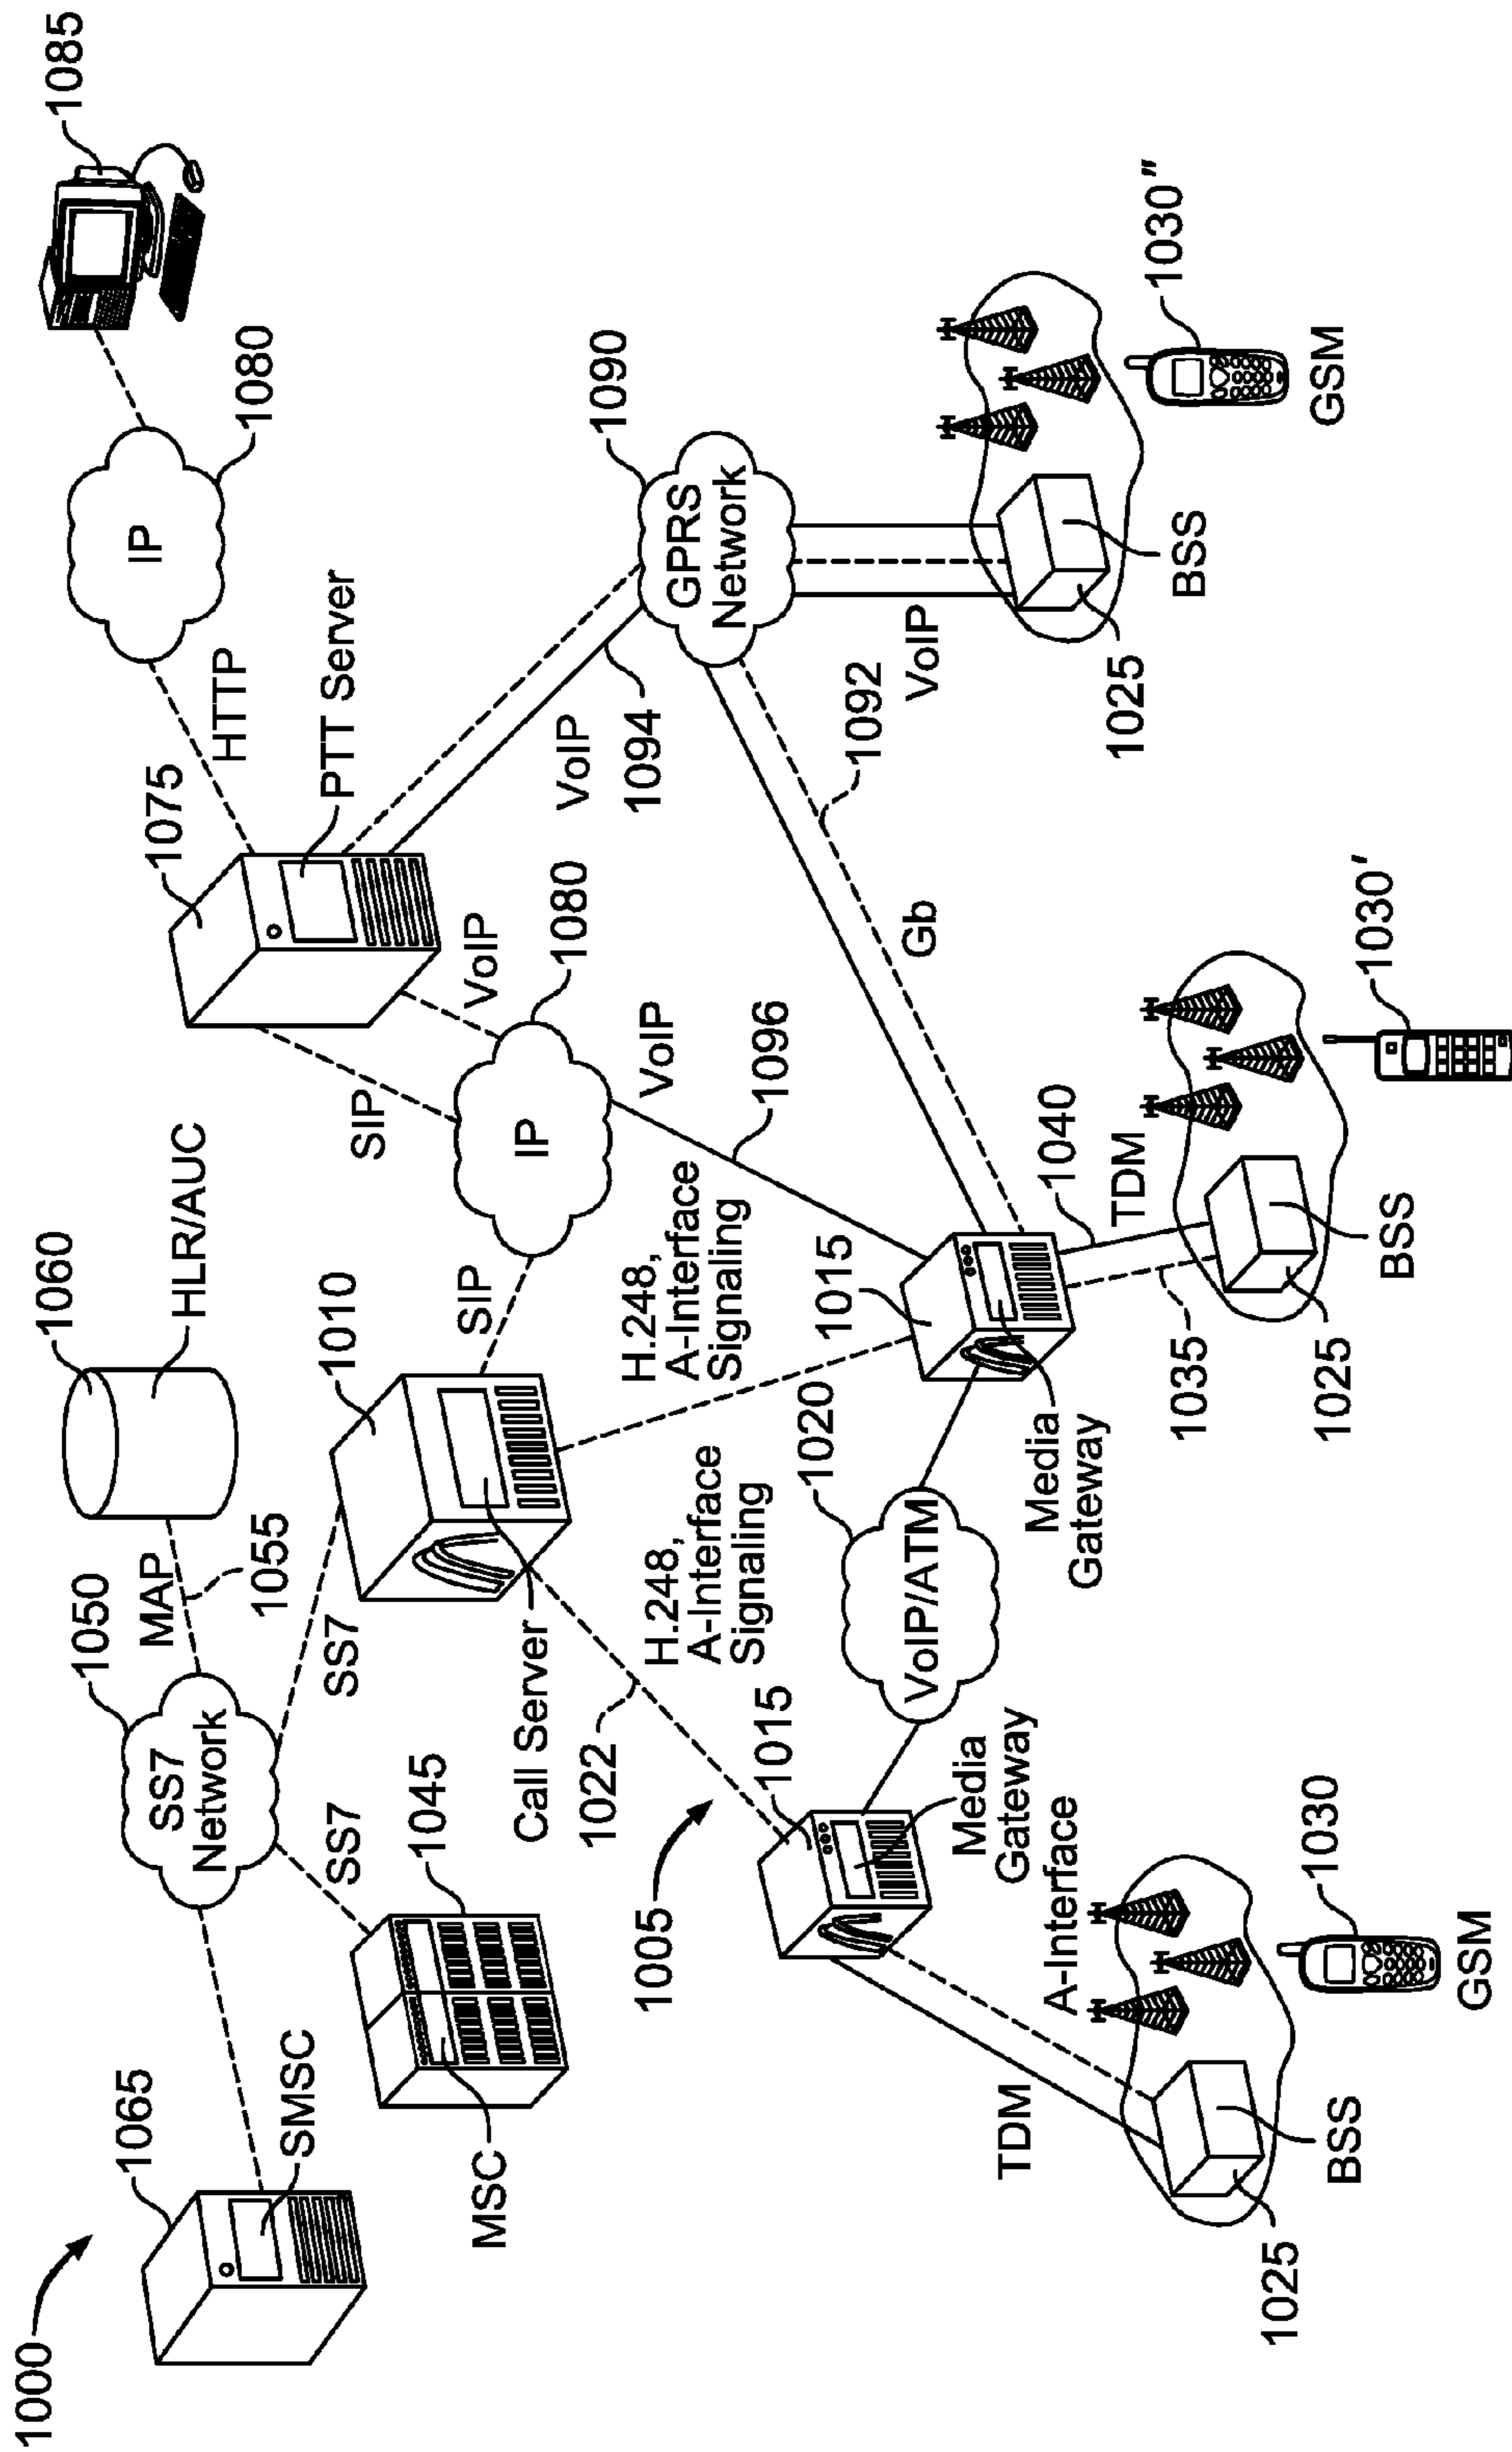 1000
1065
SMSC
MSC
1045
SS7
SS7
Network
1050
MAP
1055
1060
HLR/AUC
SS7
1010
Call Server
SIP
IP
1080
SIP
VoIP
1075
PTT Server
HTTP
IP
1080
1085
1005
1022
H.248,
A-Interface
Signaling
H.248,
A-Interface
Signaling
VoIP
1096
VoIP
1094
1090
GPRS
Network
1015
Media
Gateway
VoIP/ATM
1020
1015
Media
Gateway
Gb
1092
VoIP
TDM
A-Interface
1025
BSS
1030
GSM
1035
1040
TDM
1025
BSS
1030′
1025
BSS
1030″
GSM